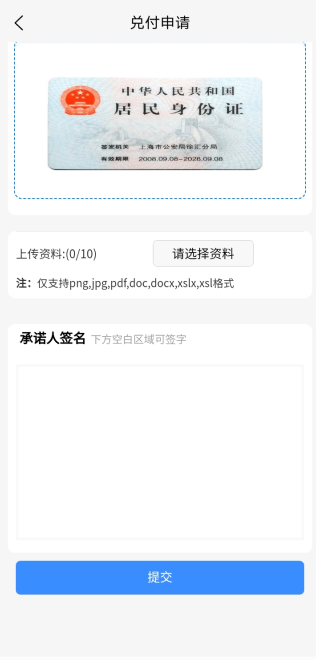 兑付申请
中华人民共和国
居民身份证
签发机关 上海市公安局徐汇分局
有效期限 2008.09.08-2028.09.08
上传资料:(0/10)
请选择资料
注：仅支持png,jpg,pdf,doc,docx,xslx,xsl格式
承诺人签名 下方空白区域可签字
提交